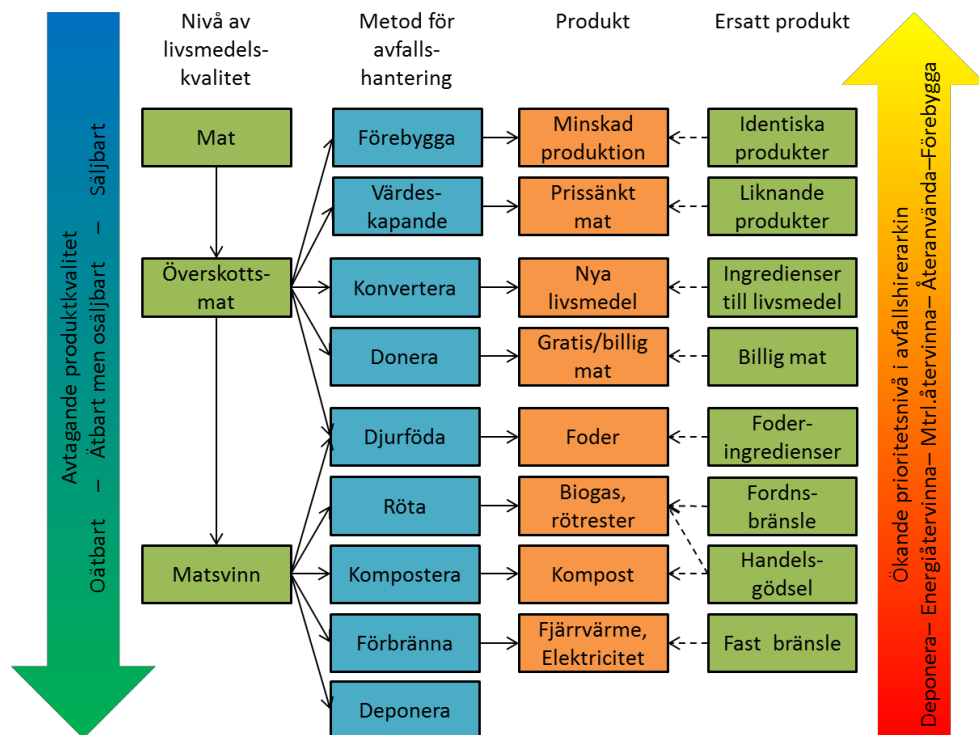 Nivå av
livsmedels-
kvalitet
Metod för
avfalls-
hantering
Produkt
Ersatt produkt
Avtagande produktkvalitet
Oätbart – Ätbart men osäljbart – Säljbart
Mat
Förebygga
Minskad
produktion
Identiska
produkter
Värdes-
kapande
Prissänkt
mat
Liknande
produkter
Överskotts-
mat
Konvertera
Nya
livsmedel
Ingredienser
till livsmedel
Donera
Gratis/billig
mat
Billig mat
Djurföda
Foder
Foder-
ingredienser
Röta
Biogas,
rötrester
Fordns-
bränsle
Matsvinn
Kompostera
Kompost
Handels-
gödsel
Förbränna
Fjärrvärme,
Elektricitet
Fast bränsle
Deponera
Ökande prioritetsnivå i avfallshirerarkin
Deponera– Energiåtervinna– Mtrl.återvinna– Återanvända–Förebygga